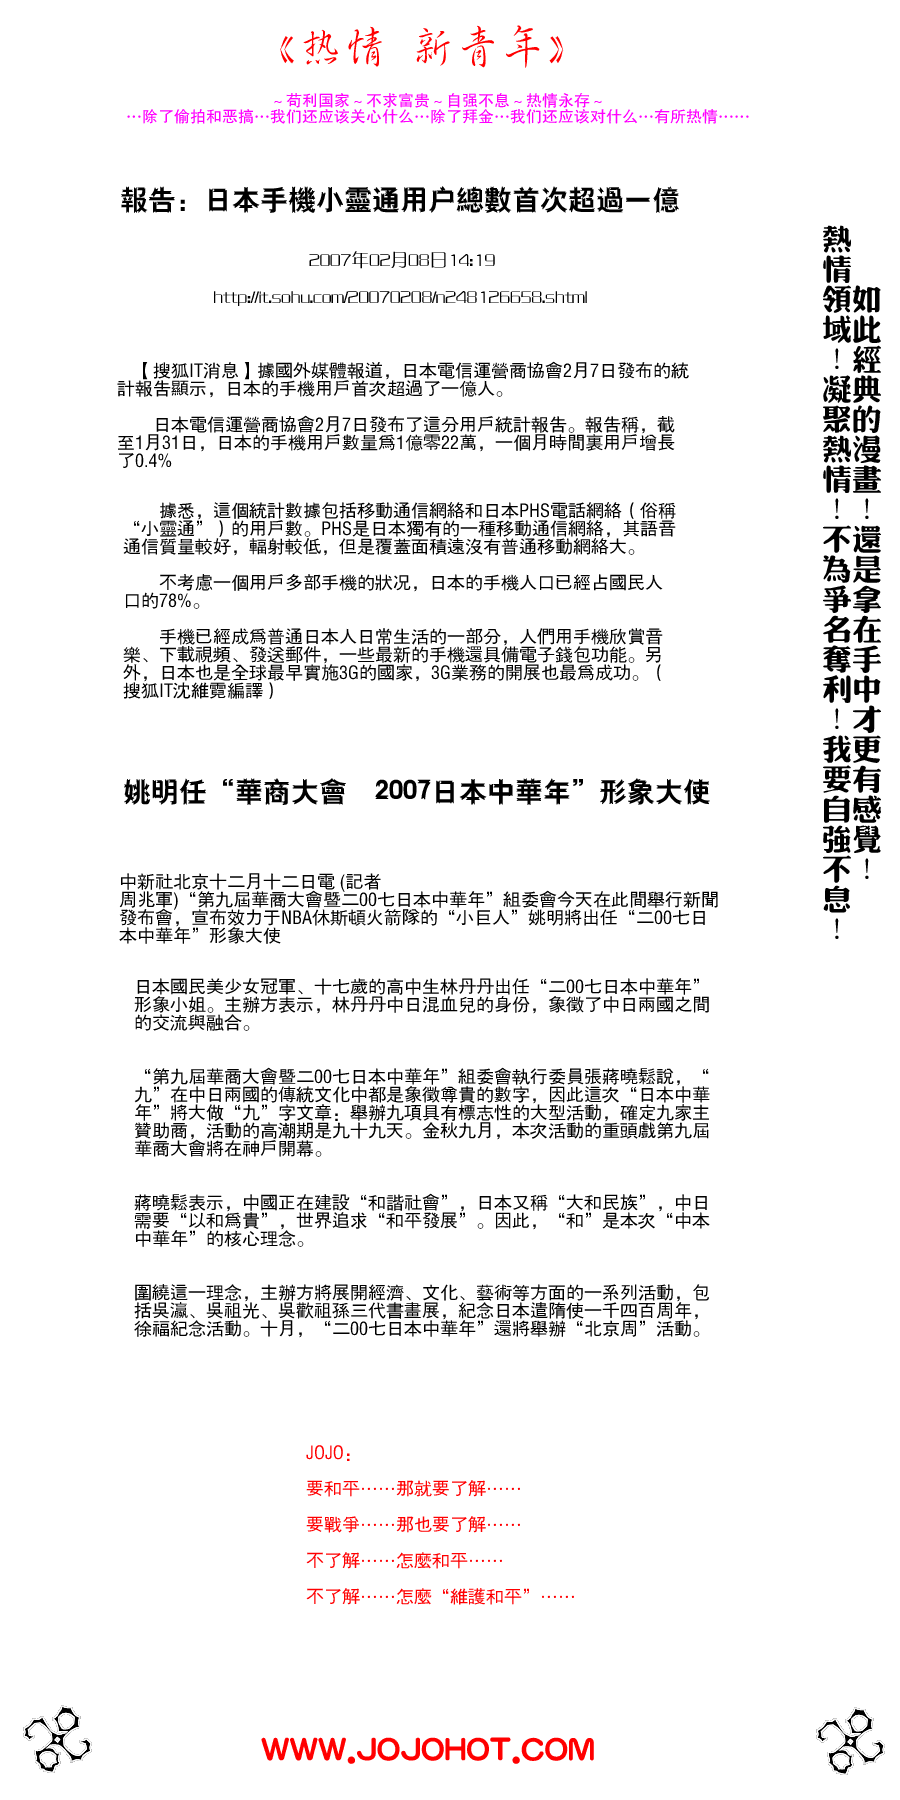 《热情 新青年》
～苟利国家～不求富贵～自强不息～热情永存～
…除了偷拍和恶搞…我们还应该关心什么…除了拜金…我们还应该对什么…有所热情……
報告：日本手機小靈通用户總數首次超過一億
2007年02月08日14:19
http://it.sohu.com/20070208/n248126658.shtml
【搜狐IT消息】據國外媒體報道，日本電信運營商協會2月7日發布的統
計報告顯示，日本的手機用戶首次超過了一億人。
日本電信運營商協會2月7日發布了這分用戶統計報告。報告稱，截
至1月31日，日本的手機用戶數量爲1億零22萬，一個月時間裏用戶增長
了0.4%
據悉，這個統計數據包括移動通信網絡和日本PHS電話網絡（俗稱
“小靈通”）的用戶數。PHS是日本獨有的一種移動通信網絡，其語音
通信質量較好，輻射較低，但是覆蓋面積遠沒有普通移動網絡大。
不考慮一個用戶多部手機的狀况，日本的手機人口已經占國民人
口的78%。
手機已經成爲普通日本人日常生活的一部分，人們用手機欣賞音
樂、下載視頻、發送郵件，一些最新的手機還具備電子錢包功能。另
外，日本也是全球最早實施3G的國家，3G業務的開展也最爲成功。（
搜狐IT沈維霓編譯）
姚明任“華商大會 2007日本中華年”形象大使
中新社北京十二月十二日電 (記者
周兆軍)“第九屆華商大會暨二00七日本中華年”組委會今天在此間舉行新聞
發布會，宣布效力于NBA休斯頓火箭隊的“小巨人”姚明將出任“二00七日
本中華年”形象大使
日本國民美少女冠軍、十七歲的高中生林丹丹出任“二00七日本中華年”
形象小姐。主辦方表示，林丹丹中日混血兒的身份，象徵了中日兩國之間
的交流與融合。
“第九屆華商大會暨二00七日本中華年”組委會執行委員張蔣曉鬆說，“
九”在中日兩國的傳統文化中都是象徵尊貴的數字，因此這次“日本中華
年”將大做“九”字文章：舉辦九項具有標志性的大型活動，確定九家主
贊助商，活動的高潮期是九十九天。金秋九月，本次活動的重頭戲第九屆
華商大會將在神戶開幕。
蔣曉鬆表示，中國正在建設“和諧社會”，日本又稱“大和民族”，中日
需要“以和爲貴”，世界追求“和平發展”。因此，“和”是本次“中本
中華年”的核心理念。
圍繞這一理念，主辦方將展開經濟、文化、藝術等方面的一系列活動，包
括吳瀛、吳祖光、吳歡祖孫三代書畫展，紀念日本遣隋使一千四百周年，
徐福紀念活動。十月，“二00七日本中華年”還將舉辦“北京周”活動。
如此經典的漫畫！還是拿在手中才更有感覺！
熱情領域！凝聚熱情！不為爭名奪利！我要自強不息！
JOJO：
要和平……那就要了解……
要戰爭……那也要了解……
不了解……怎麼和平……
不了解……怎麼“維護和平”……
WWW.JOJOHOT.COM